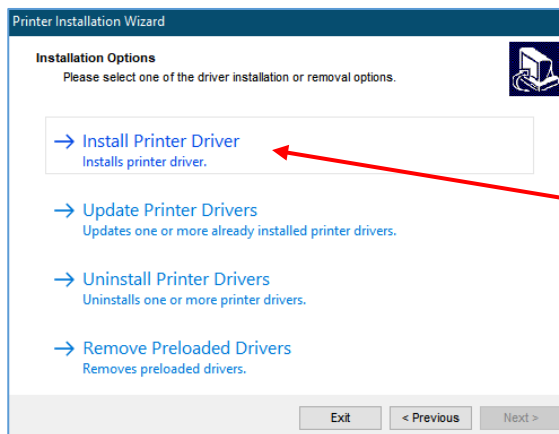 Printer Installation Wizard
Installation Options
Please select one of the driver installation or removal options.
→ Install Printer Driver
Installs printer driver.
→ Update Printer Drivers
Updates one or more already installed printer drivers.
→ Uninstall Printer Drivers
Uninstalls one or more printer drivers.
→ Remove Preloaded Drivers
Removes preloaded drivers.
Exit < Previous Next >